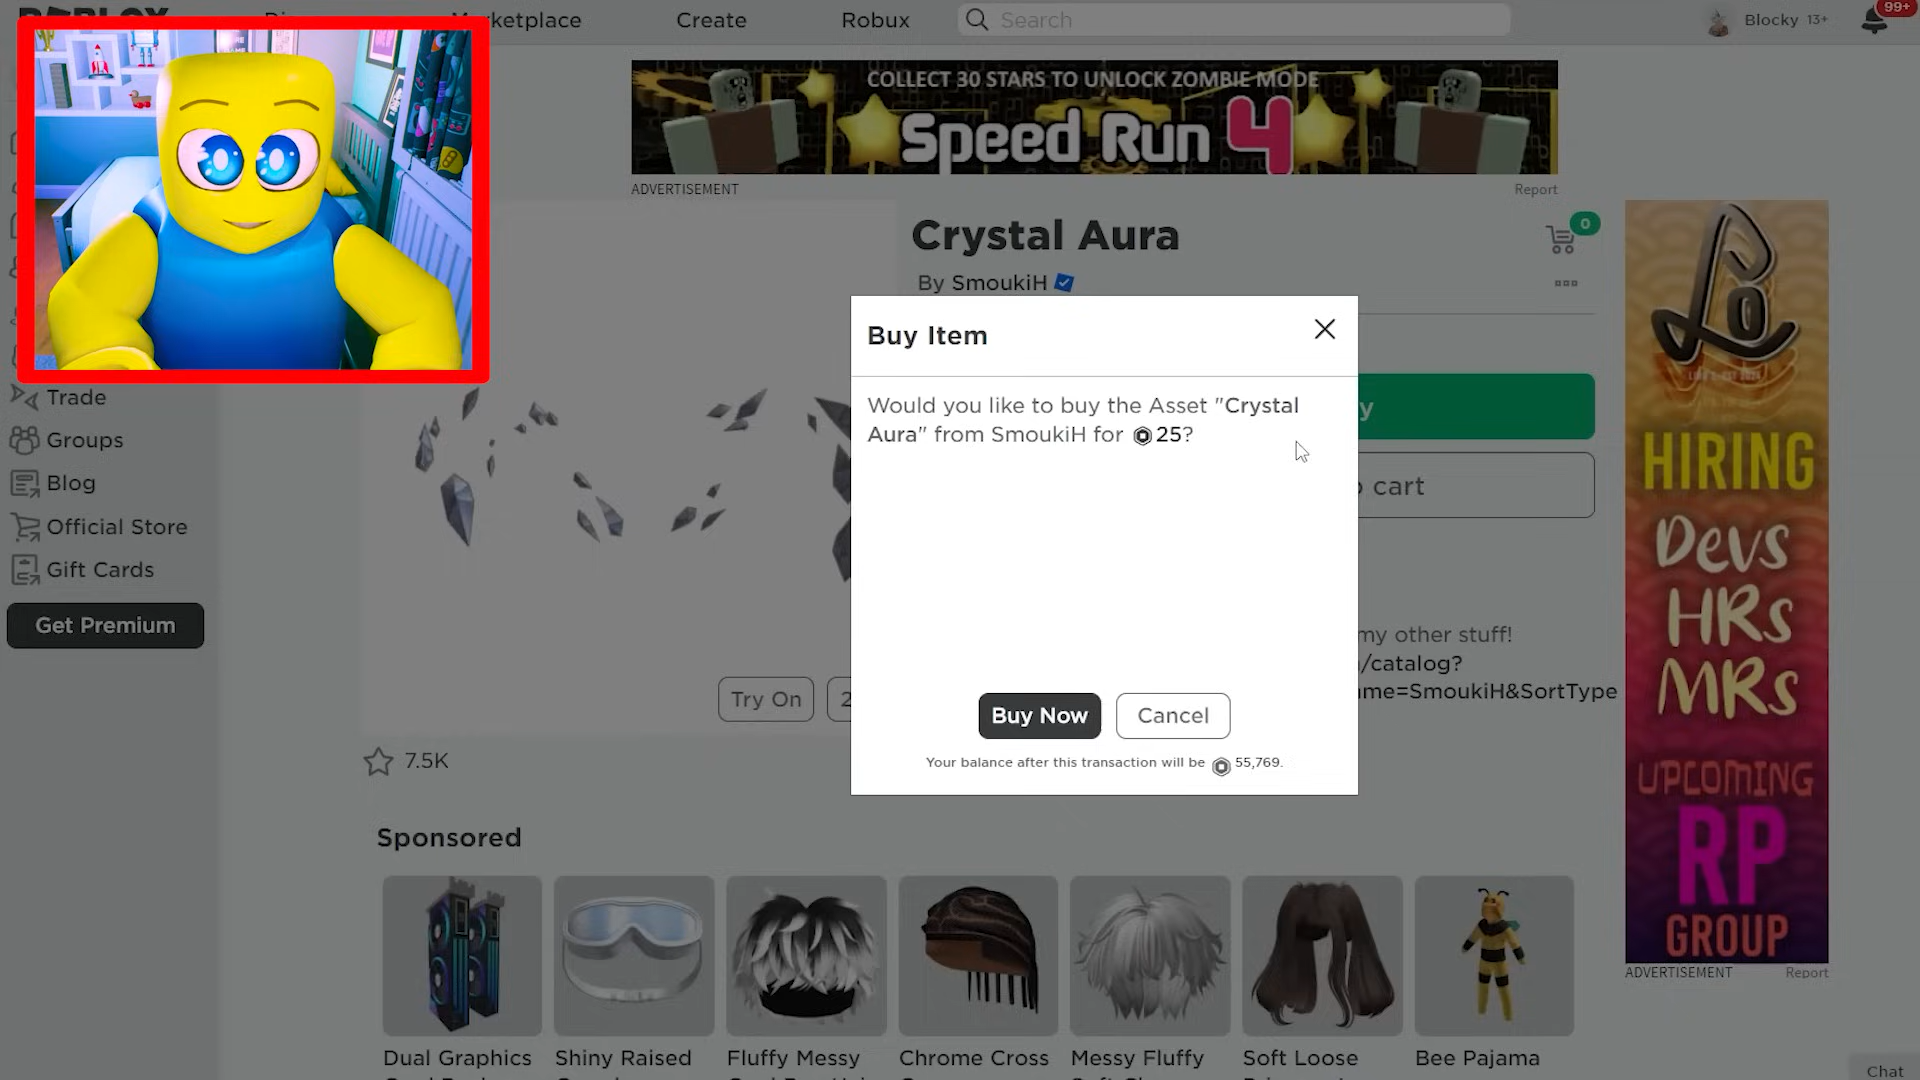 Marketplace
Create
Robux
Search
Blocky 13+
99+
COLLECT 30 STARS TO UNLOCK ZOMBIE MODE
Speed Run 4
ADVERTISEMENT
Report
Crystal Aura
0
By SmoukiH
Buy Item
Would you like to buy the Asset "Crystal
Aura" from SmoukiH for 25?
Buy Now
Cancel
Your balance after this transaction will be 55,769.
cart
my other stuff!
/catalog?
me=SmoukiH&SortType
Trade
Groups
Blog
Official Store
Gift Cards
Get Premium
Try On
2
7.5K
Lo
HIRING
Devs
HRs
MRs
UPCOMING
RP
GROUP
ADVERTISEMENT
Report
Sponsored
Dual Graphics
Shiny Raised
Fluffy Messy
Chrome Cross
Messy Fluffy
Soft Loose
Bee Pajama
Chat